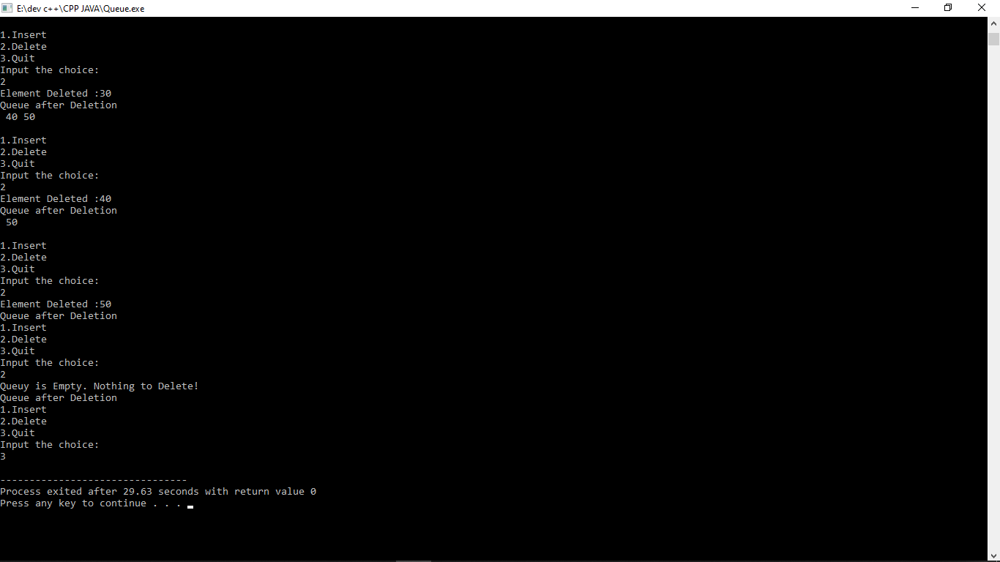 E:\dev c++\CPP JAVA\Queue.exe
1.Insert
2.Delete
3.Quit
Input the choice:
2
Element Deleted :30
Queue after Deletion
 40 50
1.Insert
2.Delete
3.Quit
Input the choice:
2
Element Deleted :40
Queue after Deletion
 50
1.Insert
2.Delete
3.Quit
Input the choice:
2
Element Deleted :50
Queue after Deletion
1.Insert
2.Delete
3.Quit
Input the choice:
2
Queuy is Empty. Nothing to Delete!
Queue after Deletion
1.Insert
2.Delete
3.Quit
Input the choice:
3
--------------------------------
Process exited after 29.63 seconds with return value 0
Press any key to continue . . .